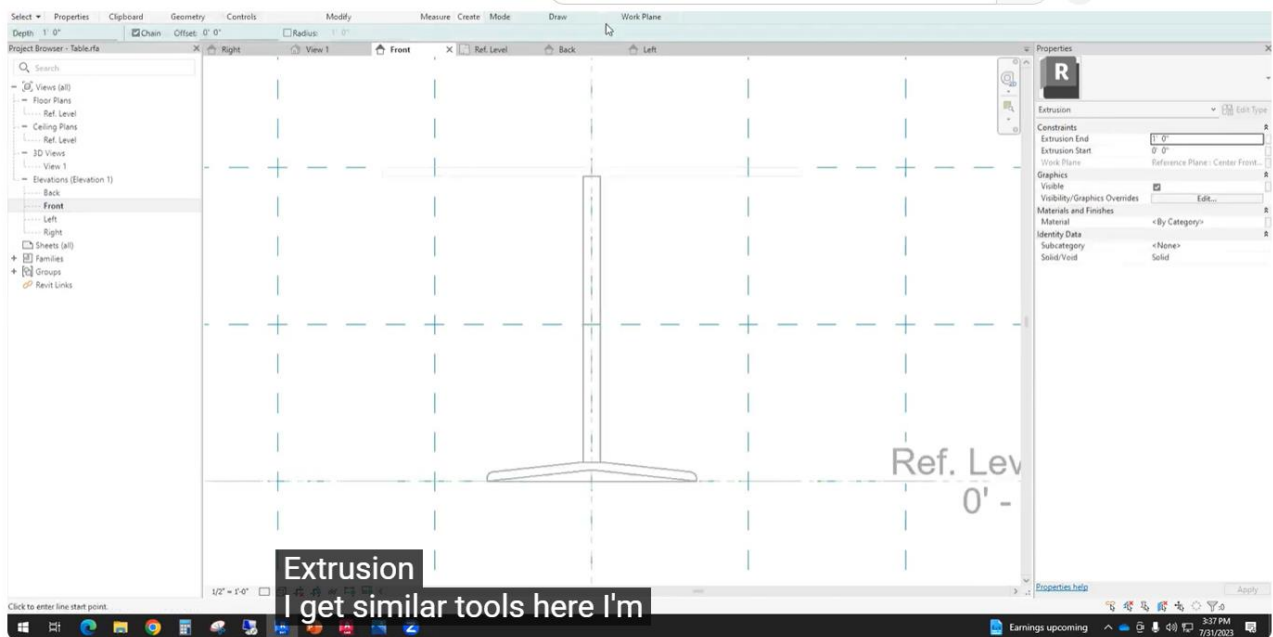 Select Properties Clipboard Geometry Controls Modify Measure Create Mode Draw Work Plane
Depth 1' 0" Chain Offset: 0' 0" Radius: 1' 0"
Project Browser - Table.rfa
Right View 1 Front Ref. Level Back Left
Properties
Search
Views (all)
Floor Plans
Ref. Level
Ceiling Plans
Ref. Level
3D Views
View 1
Elevations (Elevation 1)
Back
Front
Left
Right
Sheets (all)
Families
Groups
Revit Links
R
Extrusion Edit Type
Constraints
Extrusion End 1' 0"
Extrusion Start 0' 0"
Work Plane Reference Plane : Center Front...
Graphics
Visible
Visibility/Graphics Overrides Edit...
Materials and Finishes
Material <By Category>
Identity Data
Subcategory <None>
Solid/Void Solid
Ref. Lev
0' -
Extrusion
I get similar tools here I'm
1/2" = 1'-0"
Properties help Apply
Click to enter line start point.
:0
Earnings upcoming 3:37 PM
7/31/2023